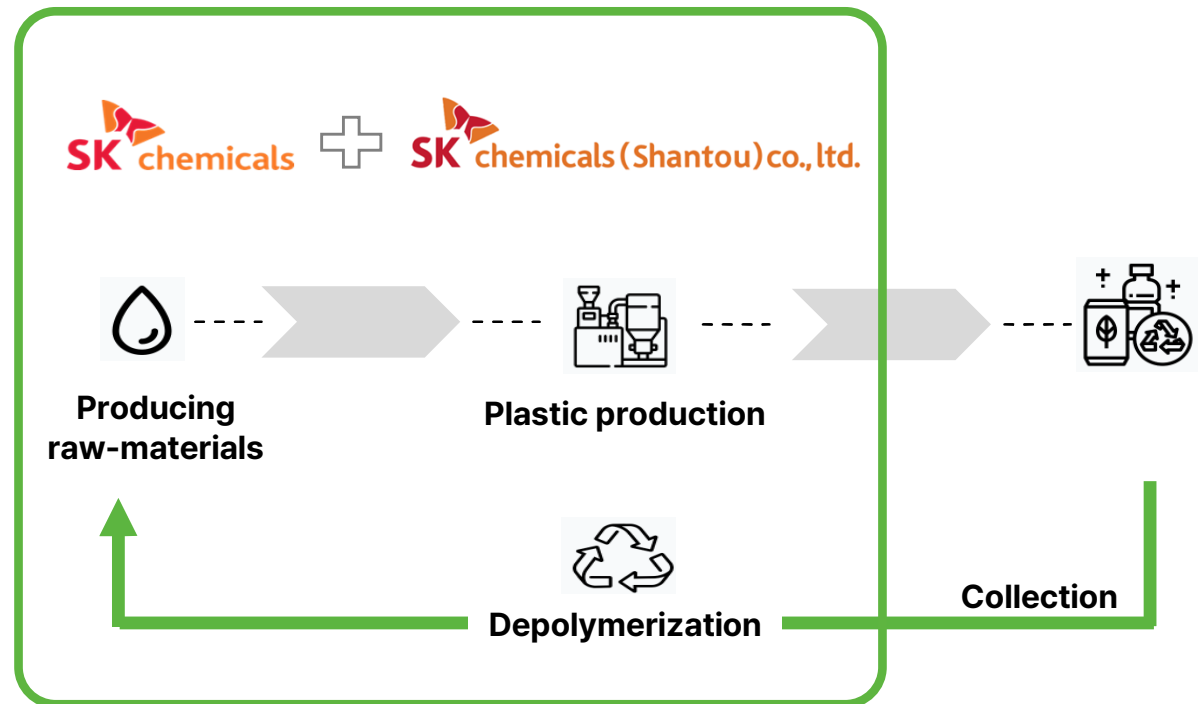 SK chemicals
SK chemicals (Shantou) co., ltd.
Producing
raw-materials
Plastic production
Depolymerization
Collection